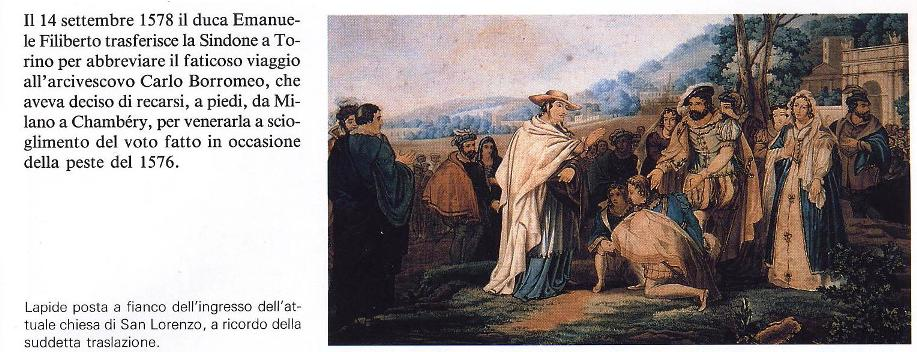 Il 14 settembre 1578 il duca Emanue-
le Filiberto trasferisce la Sindone a To-
rino per abbreviare il faticoso viaggio
all'arcivescovo Carlo Borromeo, che
aveva deciso di recarsi, a piedi, da Mi-
lano a Chambéry, per venerarla a scio-
glimento del voto fatto in occasione
della peste del 1576.
Lapide posta a fianco dell'ingresso dell'at-
tuale chiesa di San Lorenzo, a ricordo della
suddetta traslazione.